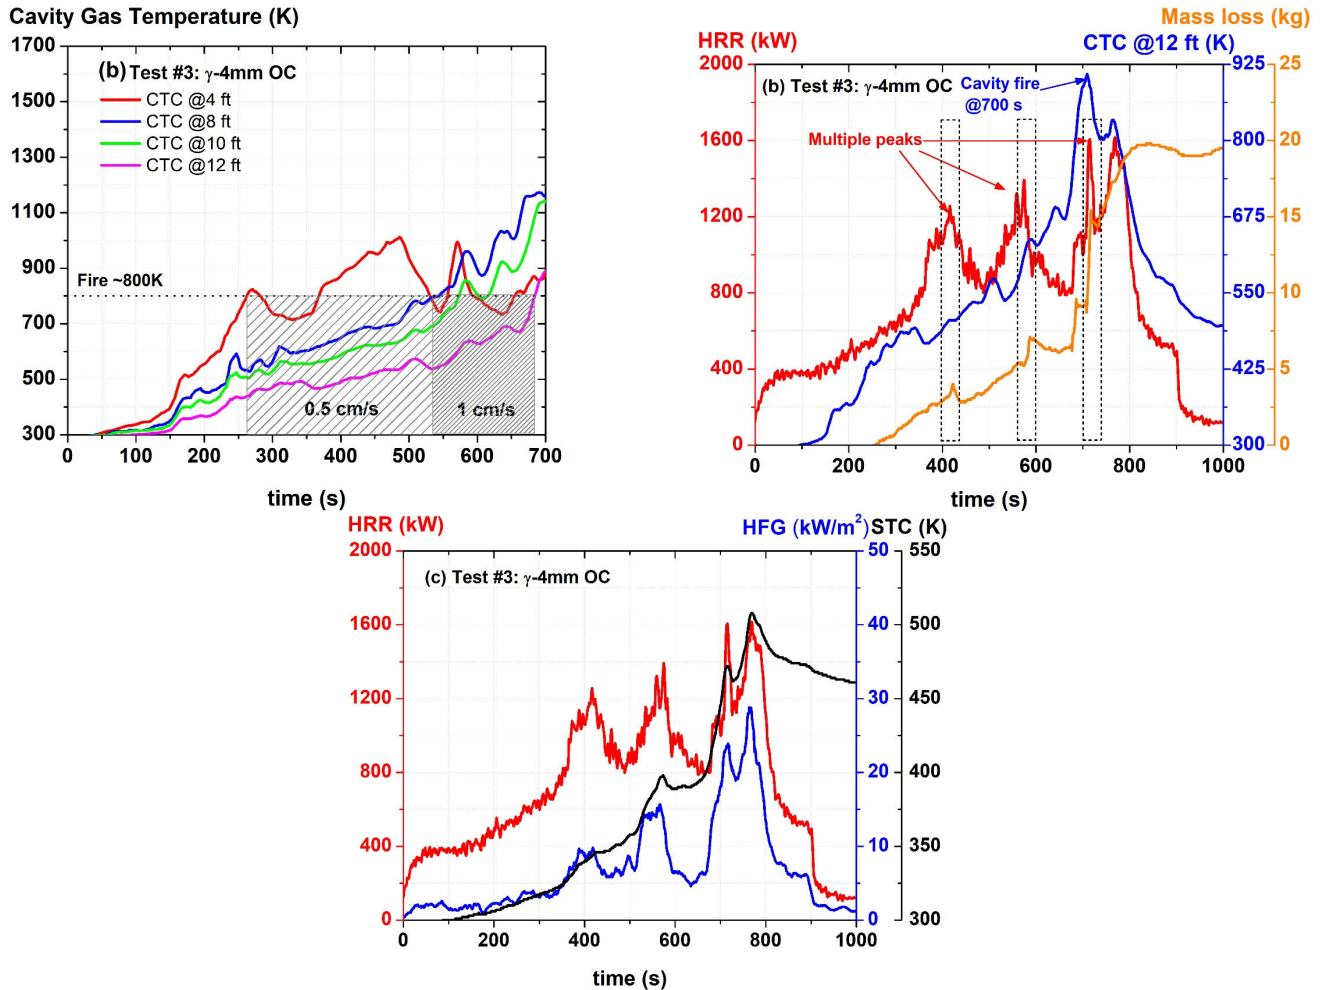 Cavity Gas Temperature (K)
1700
1500
1300
1100
900
700
500
300
(b) Test #3: γ-4mm OC
CTC @4 ft
CTC @8 ft
CTC @10 ft
CTC @12 ft
Fire ~800K
0.5 cm/s
1 cm/s
0 100 200 300 400 500 600 700
time (s)
Mass loss (kg)
HRR (kW)
CTC @12 ft (K)
2000
1600
1200
800
400
0
(b) Test #3: γ-4mm OC
Cavity fire
@700 s
Multiple peaks
925
800
675
550
425
300
25
20
15
10
5
0
0 200 400 600 800 1000
time (s)
HRR (kW)
HFG (kW/m²)
STC (K)
2000
1600
1200
800
400
0
(c) Test #3: γ-4mm OC
50
40
30
20
10
0
550
500
450
400
350
300
0 200 400 600 800 1000
time (s)